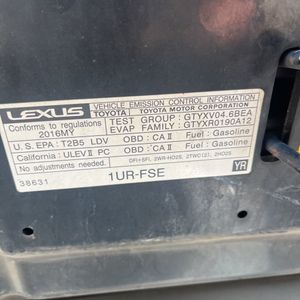 LEXUS VEHICLE EMISSION CONTROL INFORMATION
TOYOTA TOYOTA MOTOR CORPORATION
Conforms to regulations TEST GROUP : GTYXV04.6BEA
2016MY EVAP FAMILY : GTYXR0190A12
U.S. EPA : T2B5 LDV OBD : CA II Fuel : Gasoline
California : ULEV II PC OBD : CA II Fuel : Gasoline
No adjustments needed. DFI+SFI, 2WR-HO2S, 2TWC(2), 2HO2S
38631 1UR-FSE YR